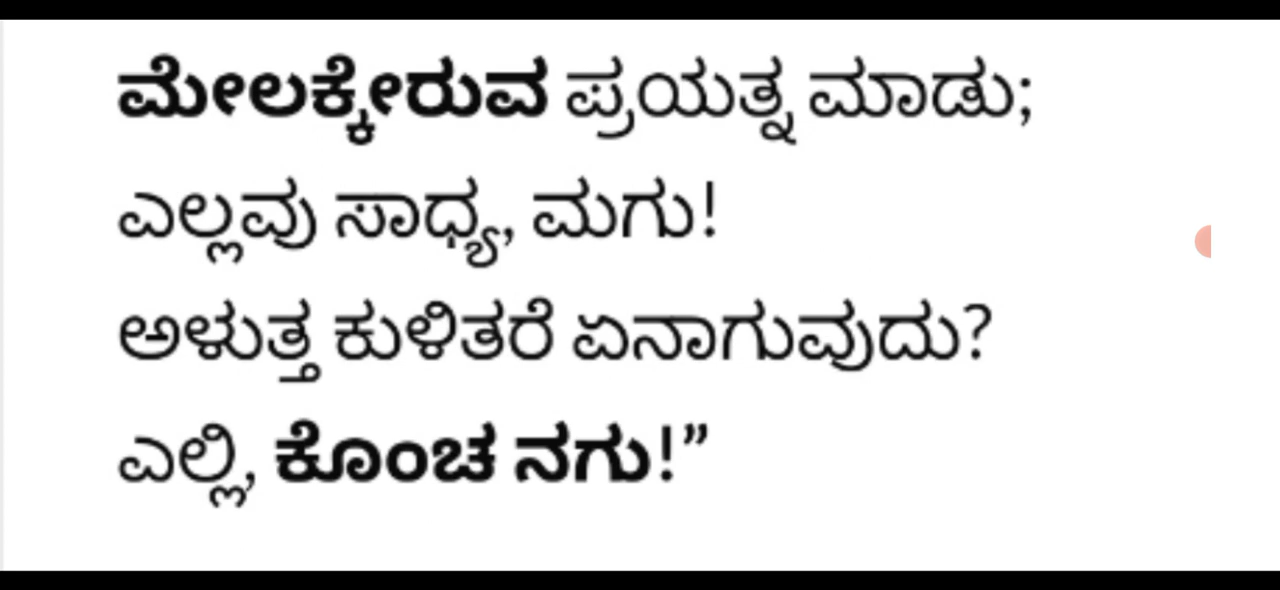 ಮೇಲಕ್ಕೇರುವ ಪ್ರಯತ್ನ ಮಾಡು;
ಎಲ್ಲವು ಸಾಧ್ಯ, ಮಗು!
ಅಳುತ್ತ ಕುಳಿತರೆ ಏನಾಗುವುದು?
ಎಲ್ಲಿ, ಕೊಂಚ ನಗು!”